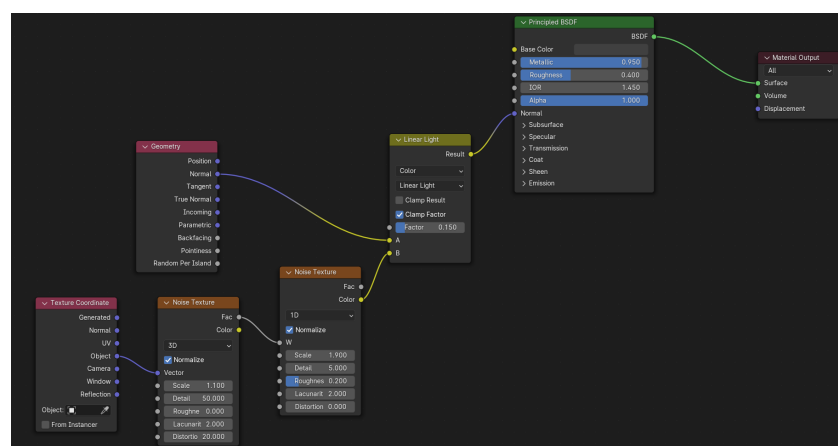 Principled BSDF
BSDF
Base Color
Metallic 0.950
Roughness 0.400
IOR 1.450
Alpha 1.000
Normal
Subsurface
Specular
Transmission
Coat
Sheen
Emission
Material Output
All
Surface
Volume
Displacement
Linear Light
Result
Color
Linear Light
Clamp Result
Clamp Factor
Factor 0.150
A
B
Geometry
Position
Normal
Tangent
True Normal
Incoming
Parametric
Backfacing
Pointiness
Random Per Island
Noise Texture
Fac
Color
1D
Normalize
W
Scale 1.900
Detail 5.000
Roughnes 0.200
Lacunarit 2.000
Distortion 0.000
Texture Coordinate
Generated
Normal
UV
Object
Camera
Window
Reflection
Object:
From Instancer
Noise Texture
Fac
Color
3D
Normalize
Vector
Scale 1.100
Detail 50.000
Roughne 0.000
Lacunarit 2.000
Distortio 20.000